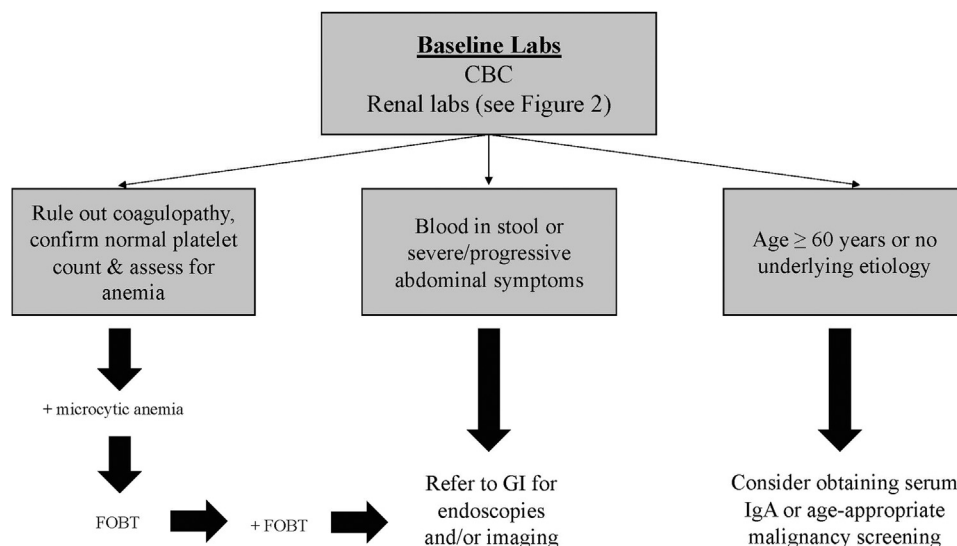 Baseline Labs
CBC
Renal labs (see Figure 2)
Rule out coagulopathy,
confirm normal platelet
count & assess for
anemia
Blood in stool or
severe/progressive
abdominal symptoms
Age ≥ 60 years or no
underlying etiology
+ microcytic anemia
FOBT
+ FOBT
Refer to GI for
endoscopies
and/or imaging
Consider obtaining serum
IgA or age-appropriate
malignancy screening